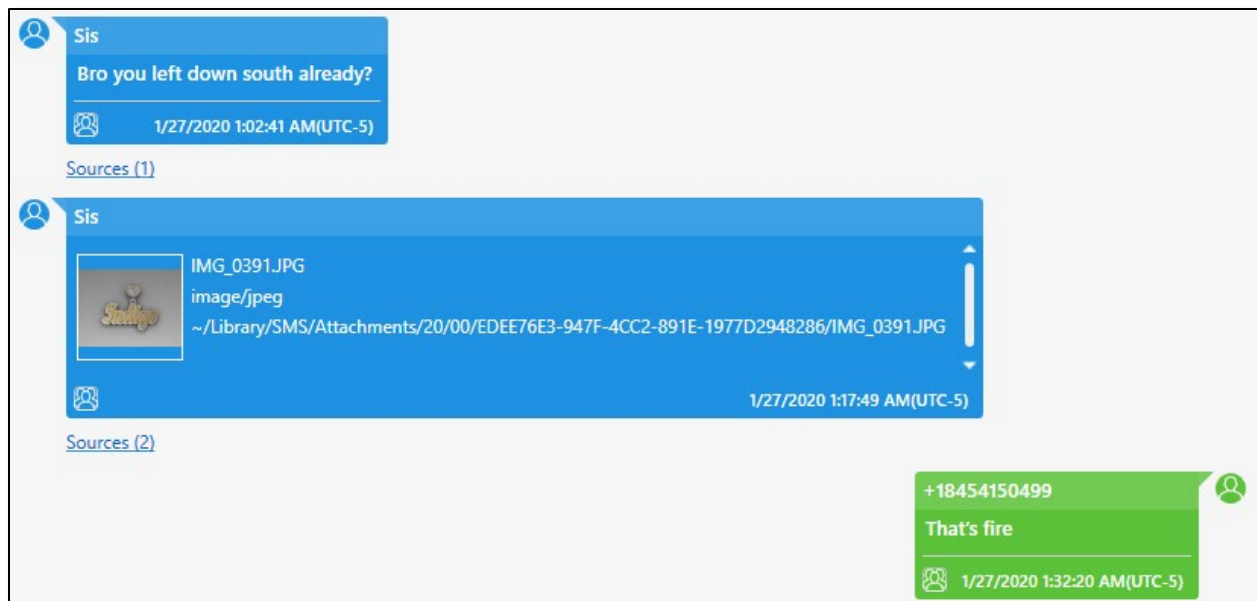 Sis
Bro you left down south already?
1/27/2020 1:02:41 AM(UTC-5)
Sources (1)
Sis
Indigo
IMG_0391.JPG
image/jpeg
~/Library/SMS/Attachments/20/00/EDEE76E3-947F-4CC2-891E-1977D2948286/IMG_0391.JPG
1/27/2020 1:17:49 AM(UTC-5)
Sources (2)
+18454150499
That's fire
1/27/2020 1:32:20 AM(UTC-5)